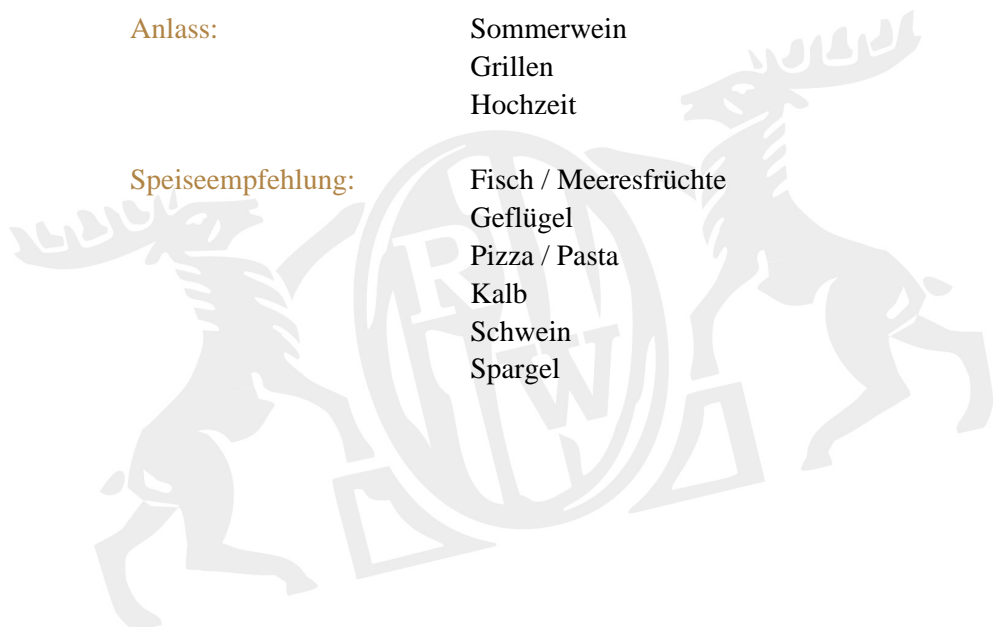 Anlass: Sommerwein
Grillen
Hochzeit
Speiseempfehlung: Fisch / Meeresfrüchte
Geflügel
Pizza / Pasta
Kalb
Schwein
Spargel
R
W